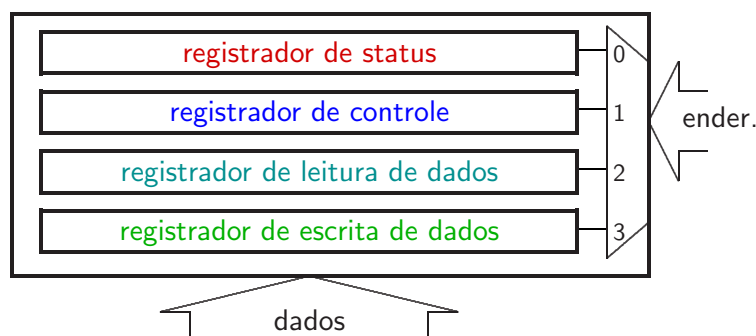 registrador de status
0
registrador de controle
1
ender.
registrador de leitura de dados
2
registrador de escrita de dados
3
dados